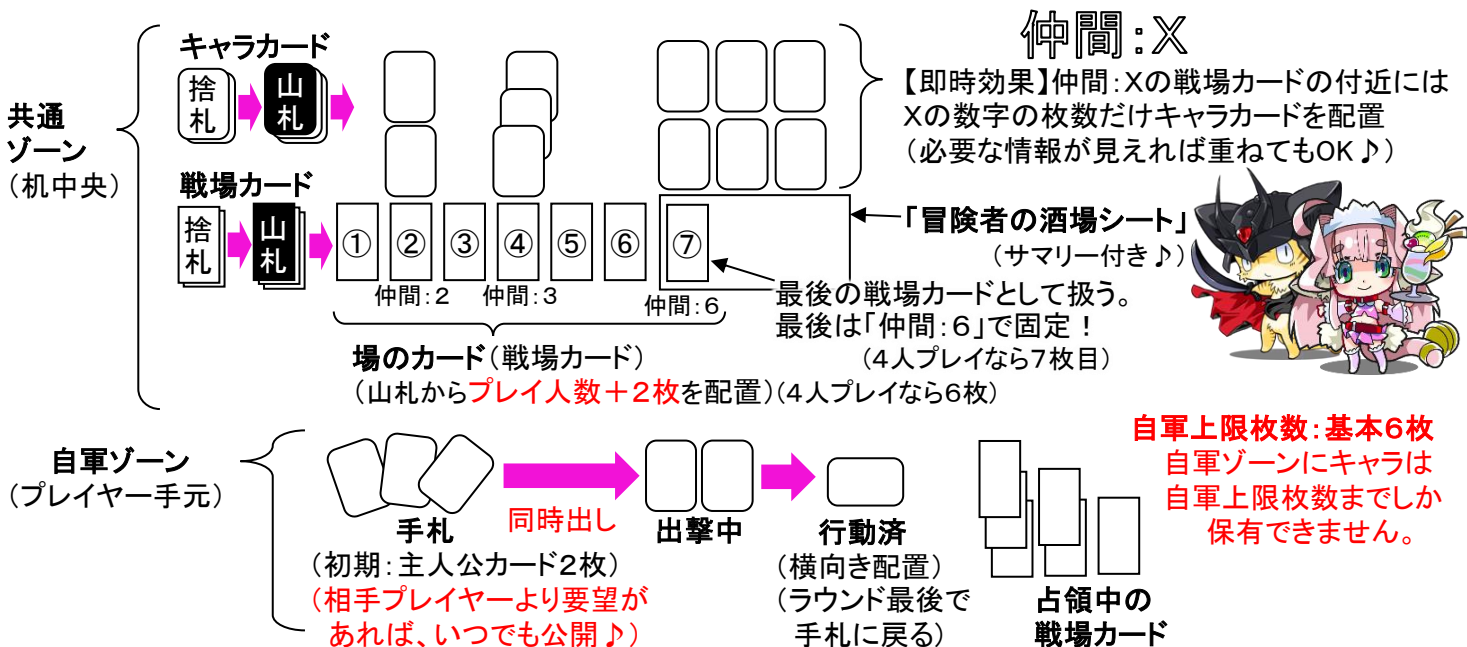 仲間:X
キャラカード
捨札
山札
【即時効果】仲間:Xの戦場カードの付近には
Xの数字の枚数だけキャラカードを配置
(必要な情報が見えれば重ねてもOK♪)
共通
ゾーン
(机中央)
戦場カード
捨札
山札
① ② ③ ④ ⑤ ⑥ ⑦
「冒険者の酒場シート」
(サマリー付き♪)
仲間:2 仲間:3 仲間:6
最後の戦場カードとして扱う。
最後は「仲間:6」で固定!
(4人プレイなら7枚目)
場のカード(戦場カード)
(山札からプレイ人数+2枚を配置)(4人プレイなら6枚)
自軍ゾーン
(プレイヤー手元)
手札
(初期:主人公カード2枚)
(相手プレイヤーより要望が
あれば、いつでも公開♪)
同時出し
出撃中
行動済
(横向き配置)
(ラウンド最後で
手札に戻る)
占領中の
戦場カード
自軍上限枚数:基本6枚
自軍ゾーンにキャラは
自軍上限枚数までしか
保有できません。